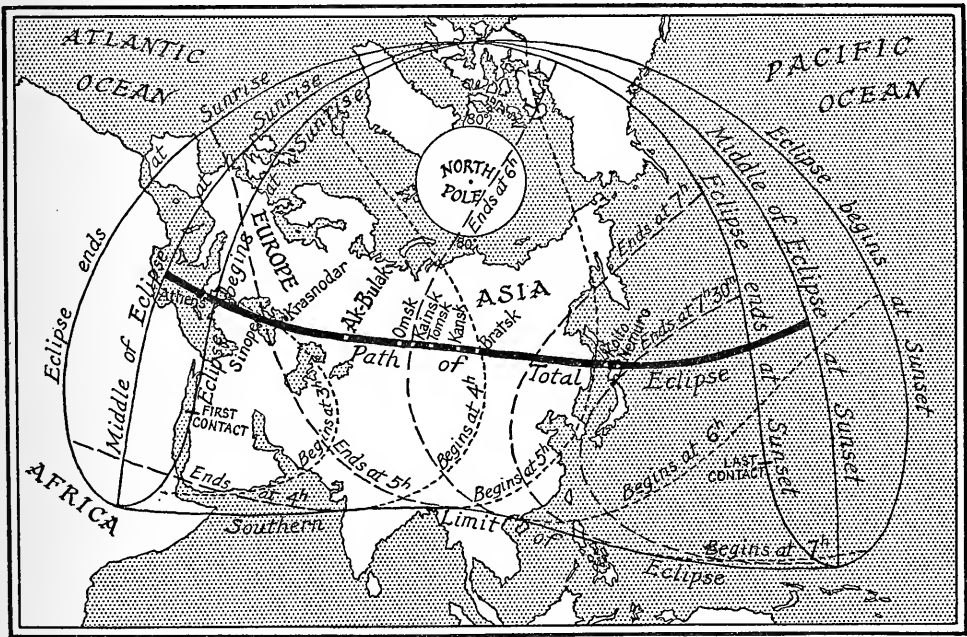 ATLANTIC
OCEAN
PACIFIC
OCEAN
Eclipse ends at Sunrise
Middle of Eclipse at Sunrise
Eclipse Begins at Sunrise
Middle of Eclipse at Sunset
Eclipse begins at Sunset
Eclipse ends at Sunset
80°
NORTH
POLE
Ends at 6h
80°
Ends at 7h
EUROPE
ASIA
Athens
Sinope
Krasnodar
Ak-Bulak
Omsk
Kainsk
Tomsk
Kansk
Bratsk
Ends at 7h 30m
Path of Total Eclipse
FIRST
CONTACT
Begins at 3h
Ends at 5h
Begins at 4h
Begins at 5h
Begins at 6h
LAST
CONTACT
AFRICA
Ends at 4h
Southern Limit of Eclipse
Begins at 7h